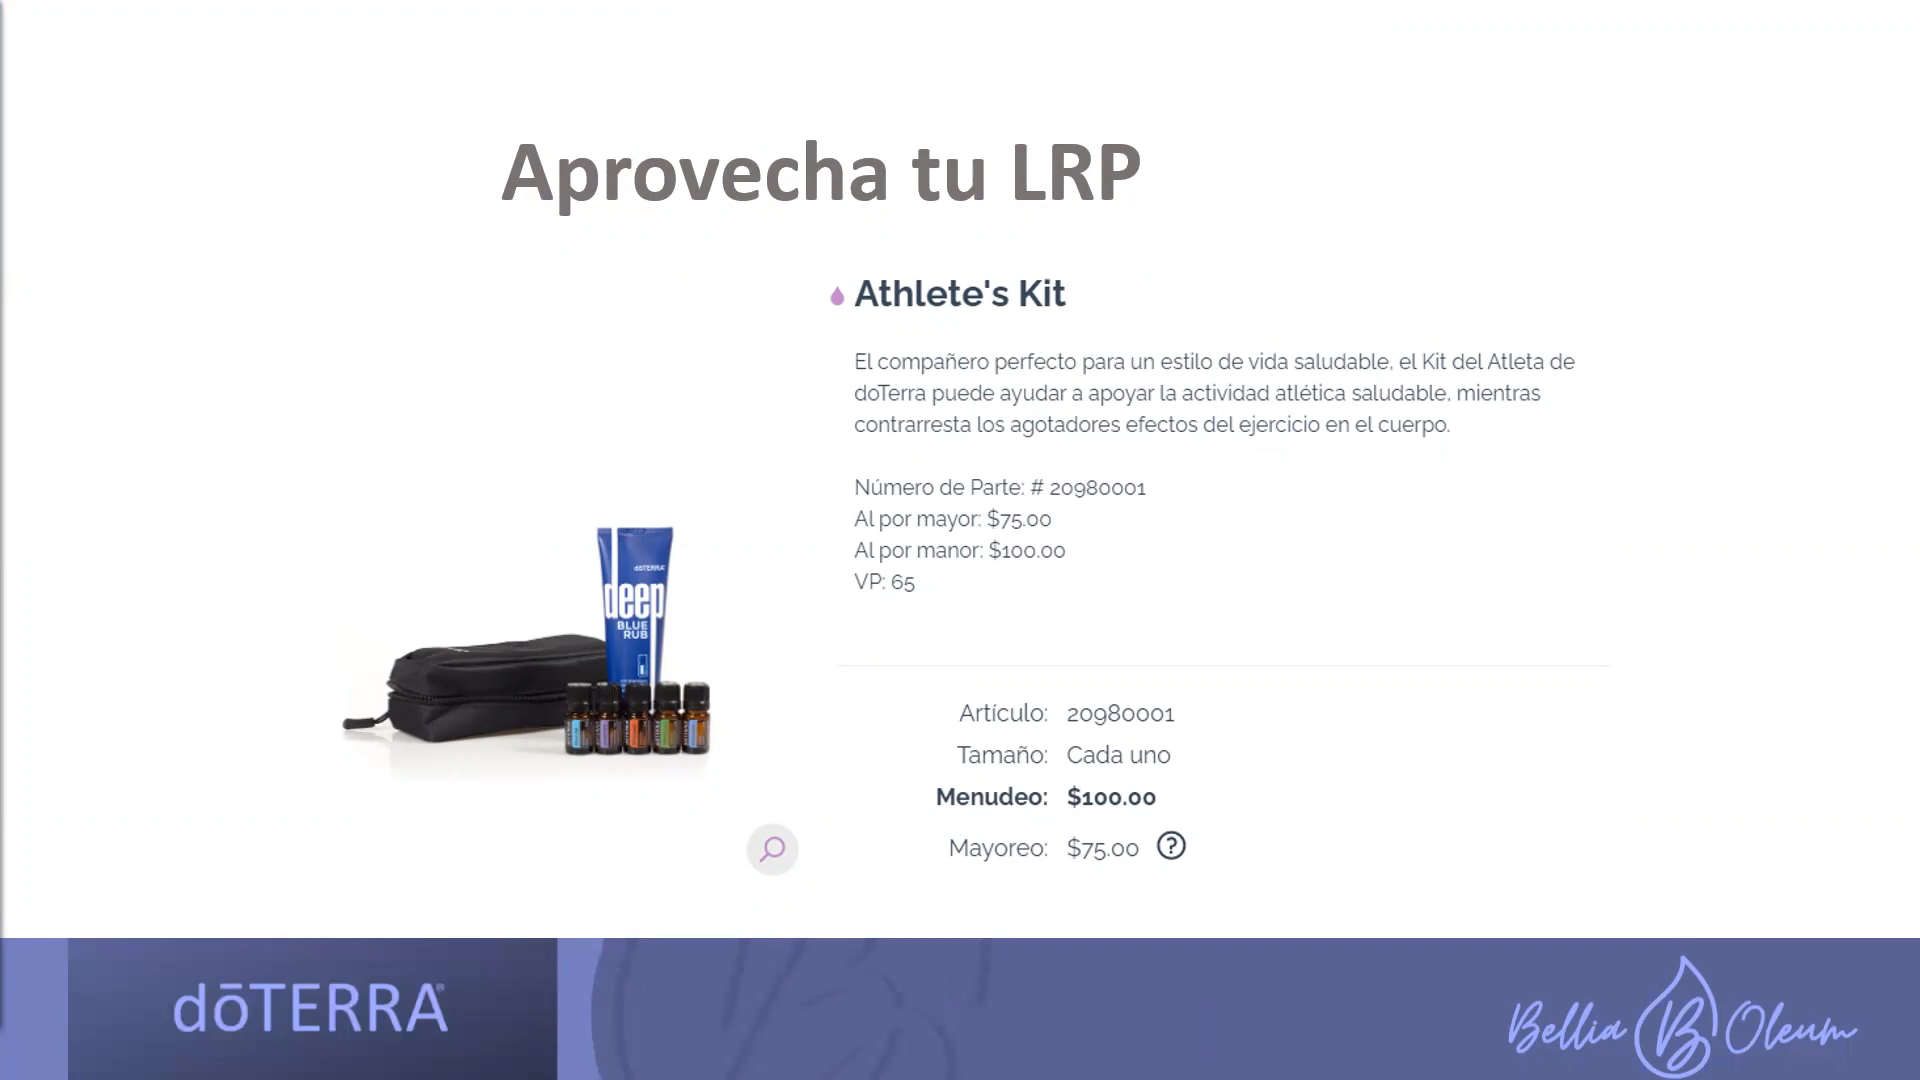 Aprovecha tu LRP
Athlete's Kit
El compañero perfecto para un estilo de vida saludable, el Kit del Atleta de
doTerra puede ayudar a apoyar la actividad atlética saludable, mientras
contrarresta los agotadores efectos del ejercicio en el cuerpo.
Número de Parte: # 20980001
Al por mayor: $75.00
Al por manor: $100.00
VP: 65
dōTERRA
deep
BLUE
RUB
Artículo: 20980001
Tamaño: Cada uno
Menudeo: $100.00
Mayoreo: $75.00 ?
dōTERRA®
Bellia B Oleum